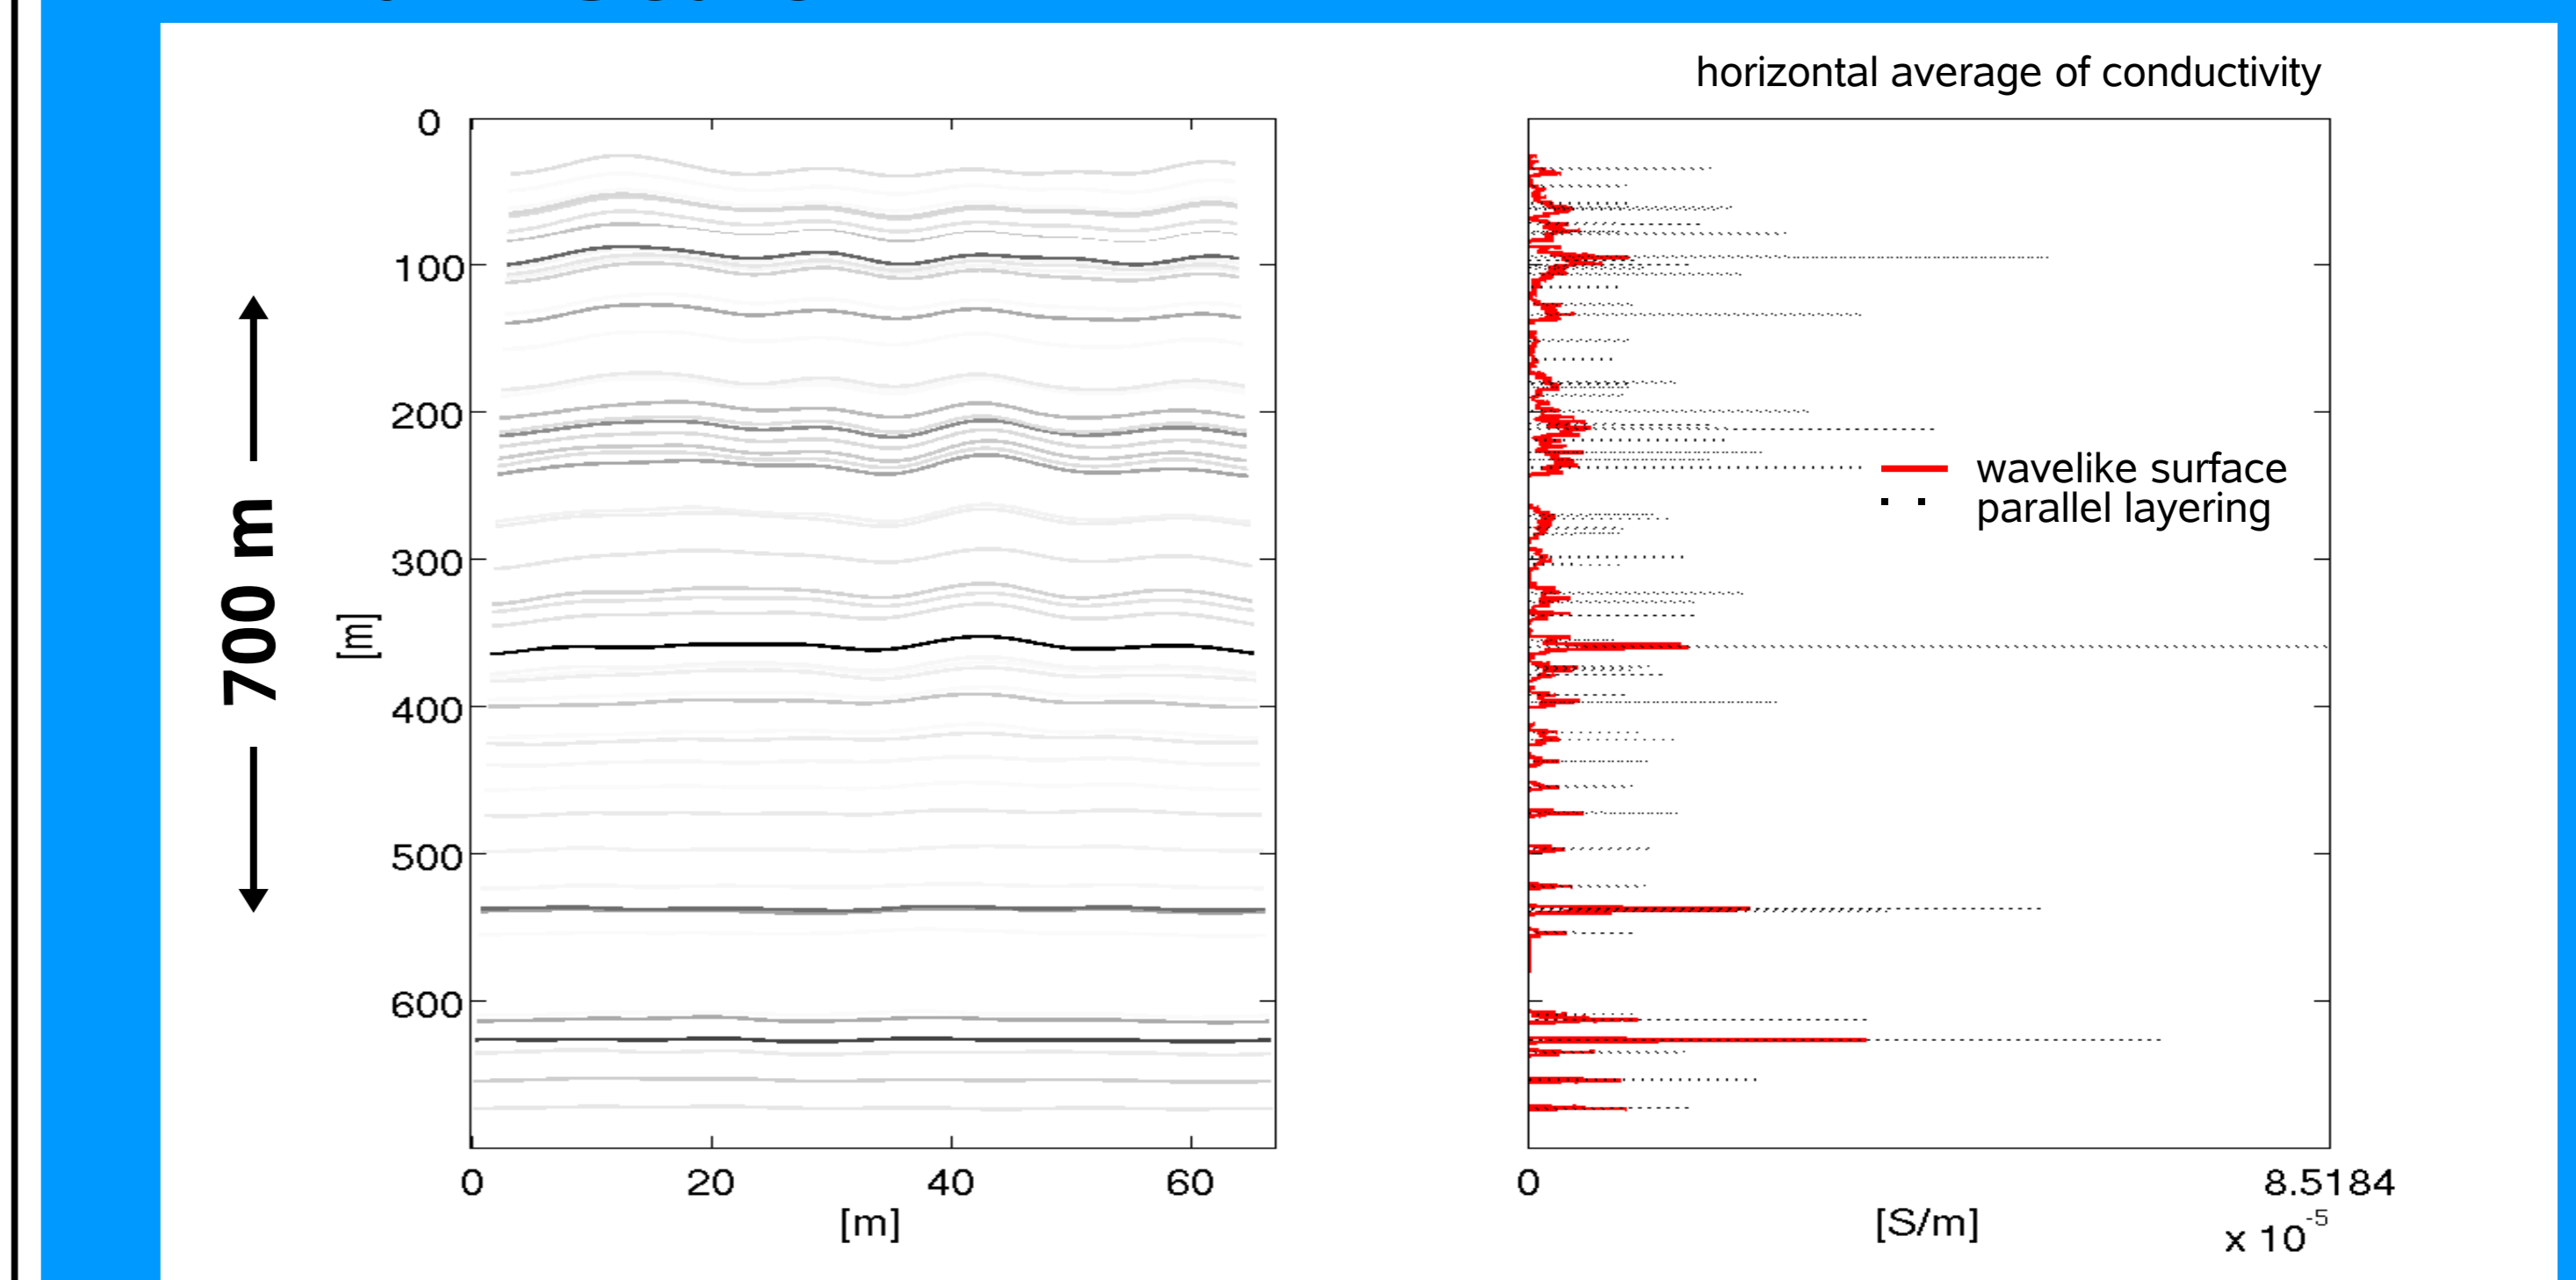 horizontal average of conductivity
700 m
[m]
0
100
200
300
400
500
600
0 20 40 60
[m]
wavelike surface
parallel layering
0 8.5184
[S/m]
x 10-5